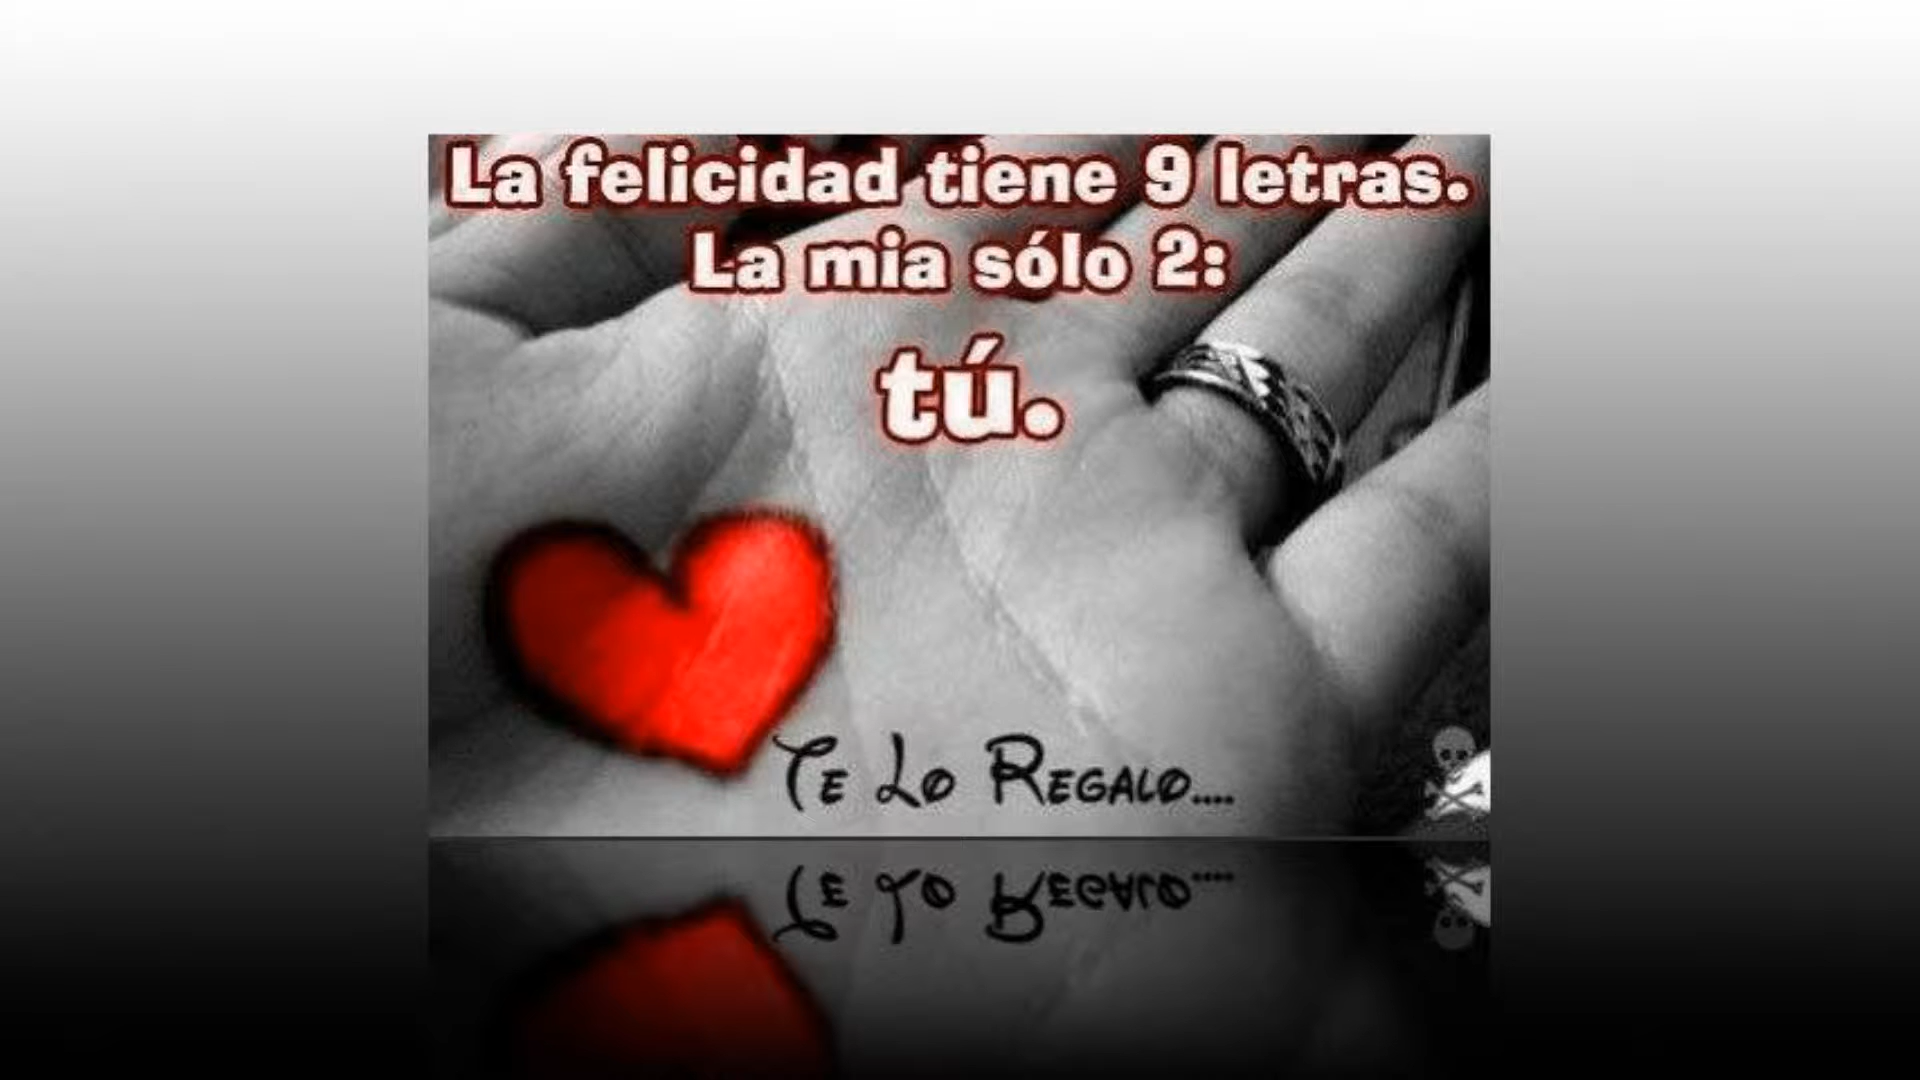 La felicidad tiene 9 letras.
La mia sólo 2:
tú.
Te Lo Regalo....